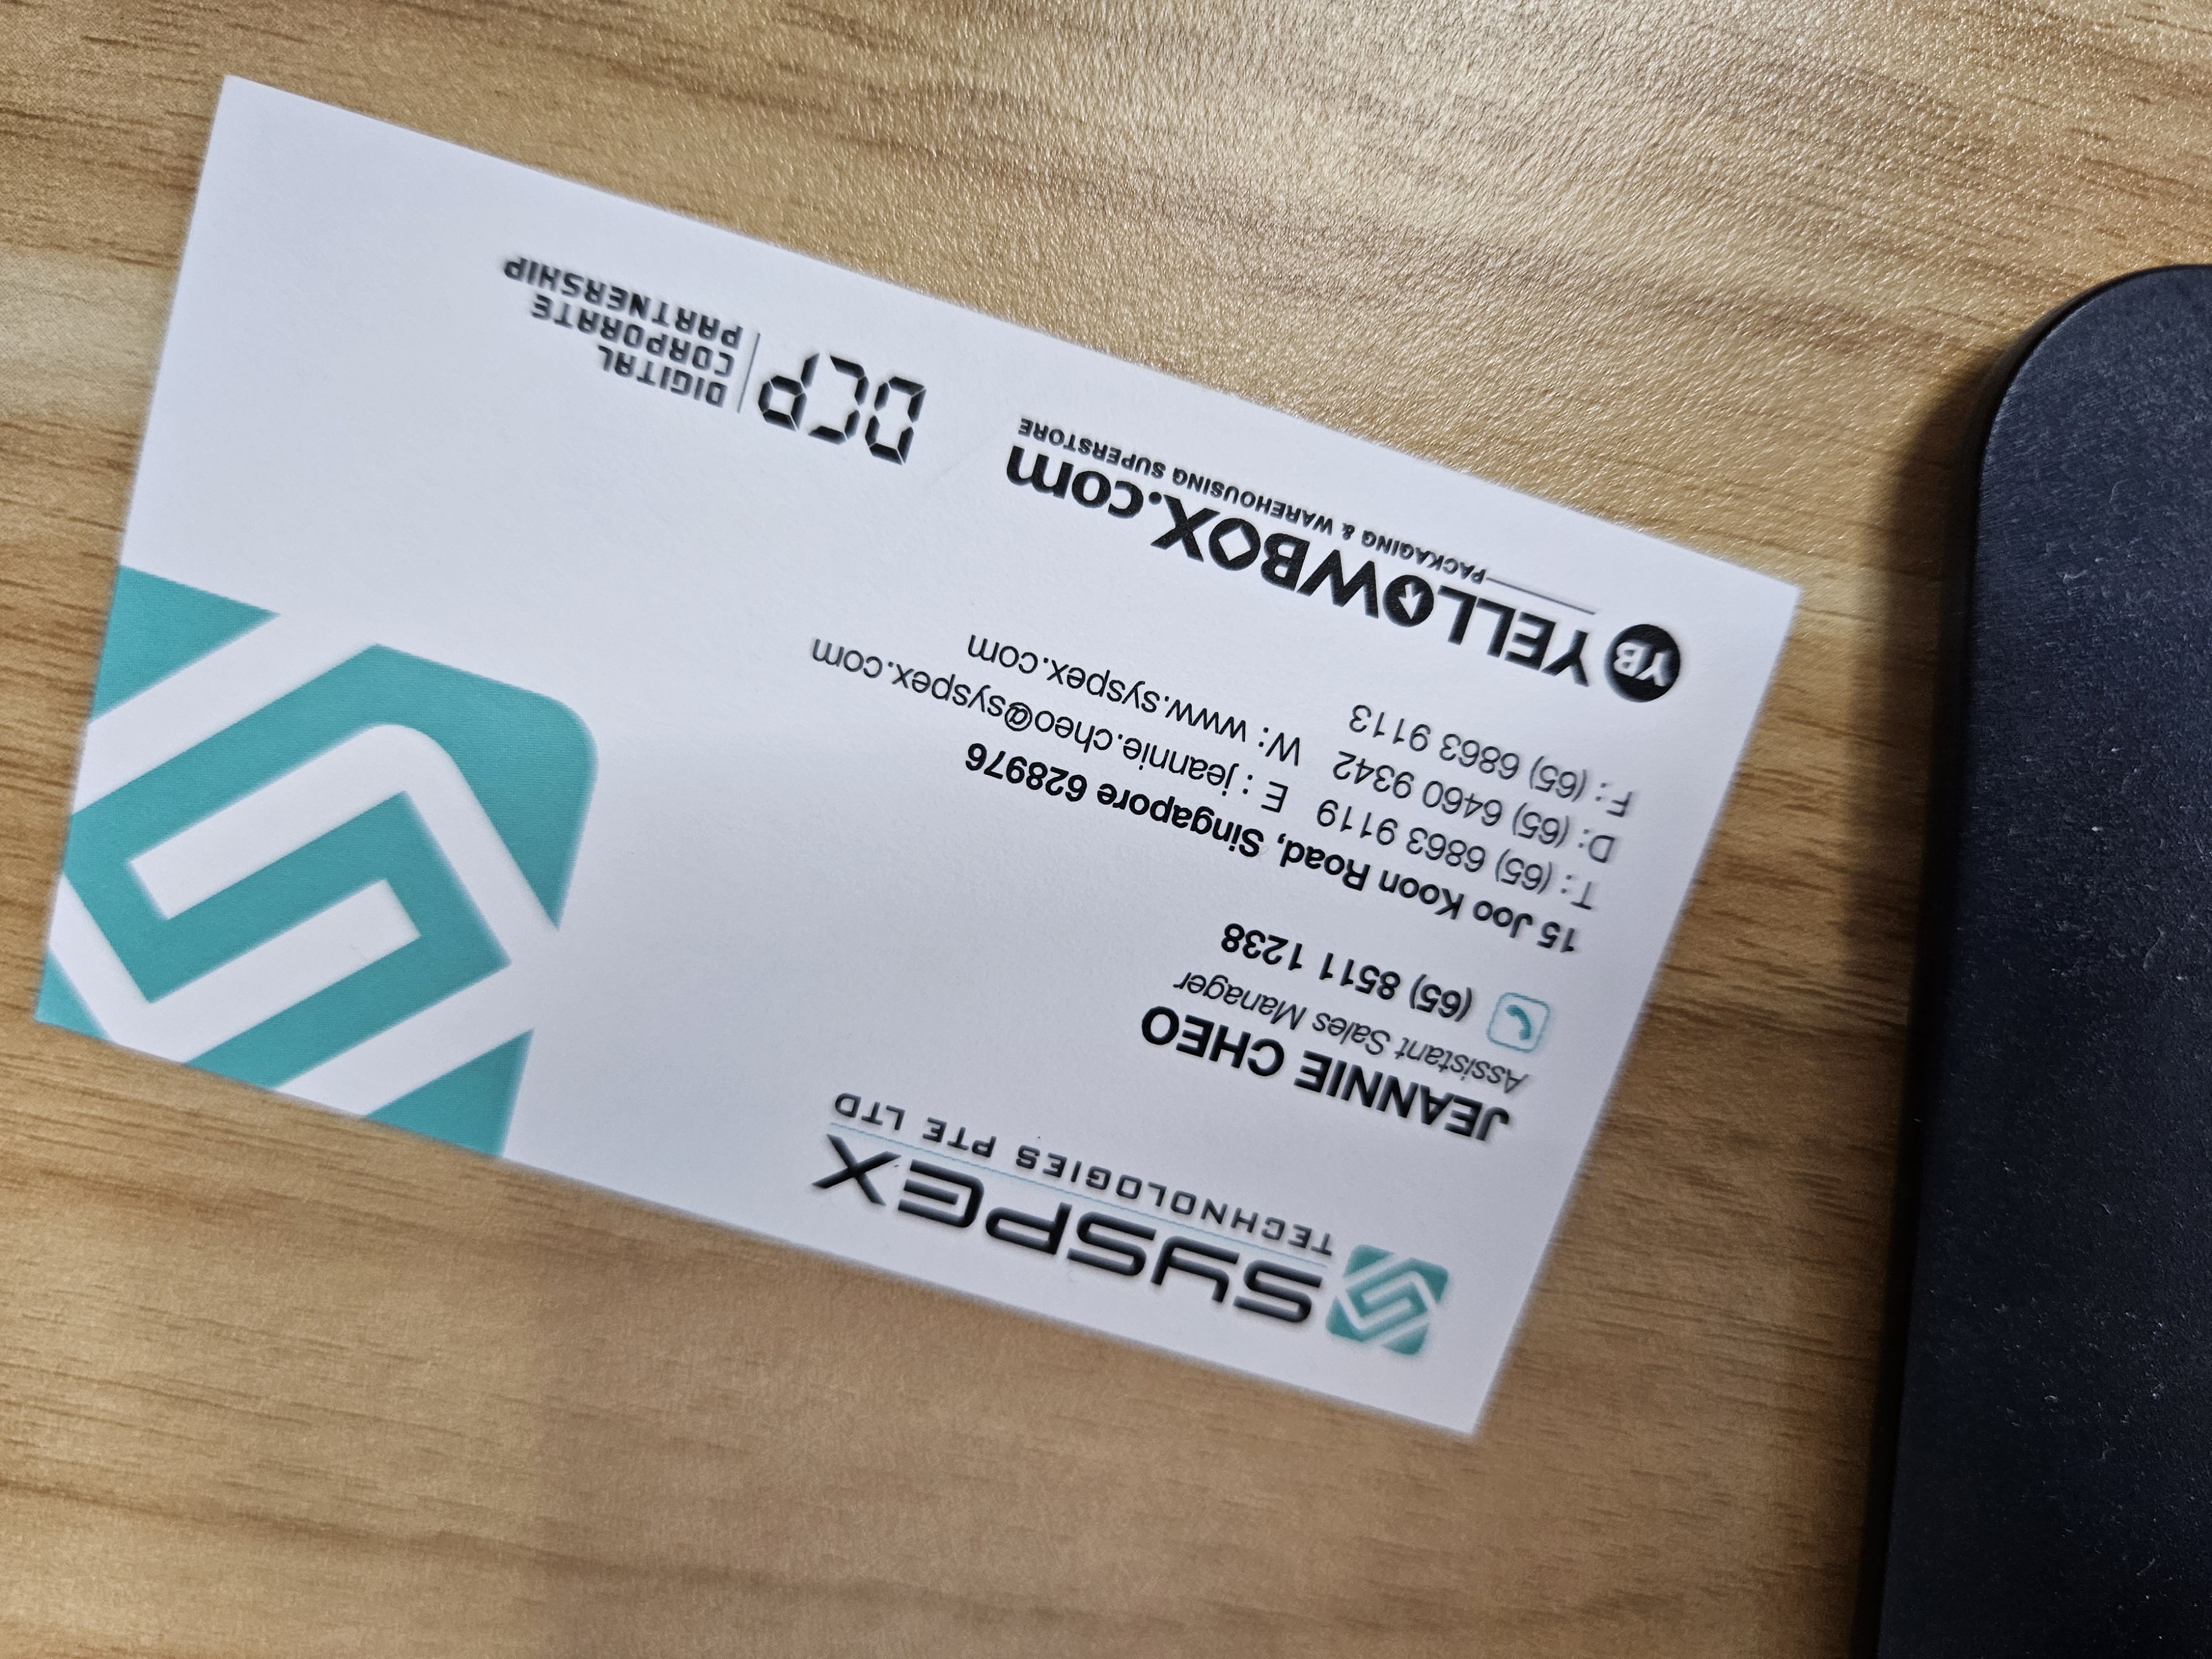 SYSPEX
TECHNOLOGIES PTE LTD
JEANNIE CHEO
Assistant Sales Manager
(65) 8511 1238
15 Joo Koon Road, Singapore 628976
T : (65) 6863 9119 E : jeannie.cheo@syspex.com
D: (65) 6460 9342 W: www.syspex.com
F : (65) 6863 9113
YB YELLOWBOX.com
PACKAGING & WAREHOUSING SUPERSTORE
DCP
DIGITAL
CORPORATE
PARTNERSHIP